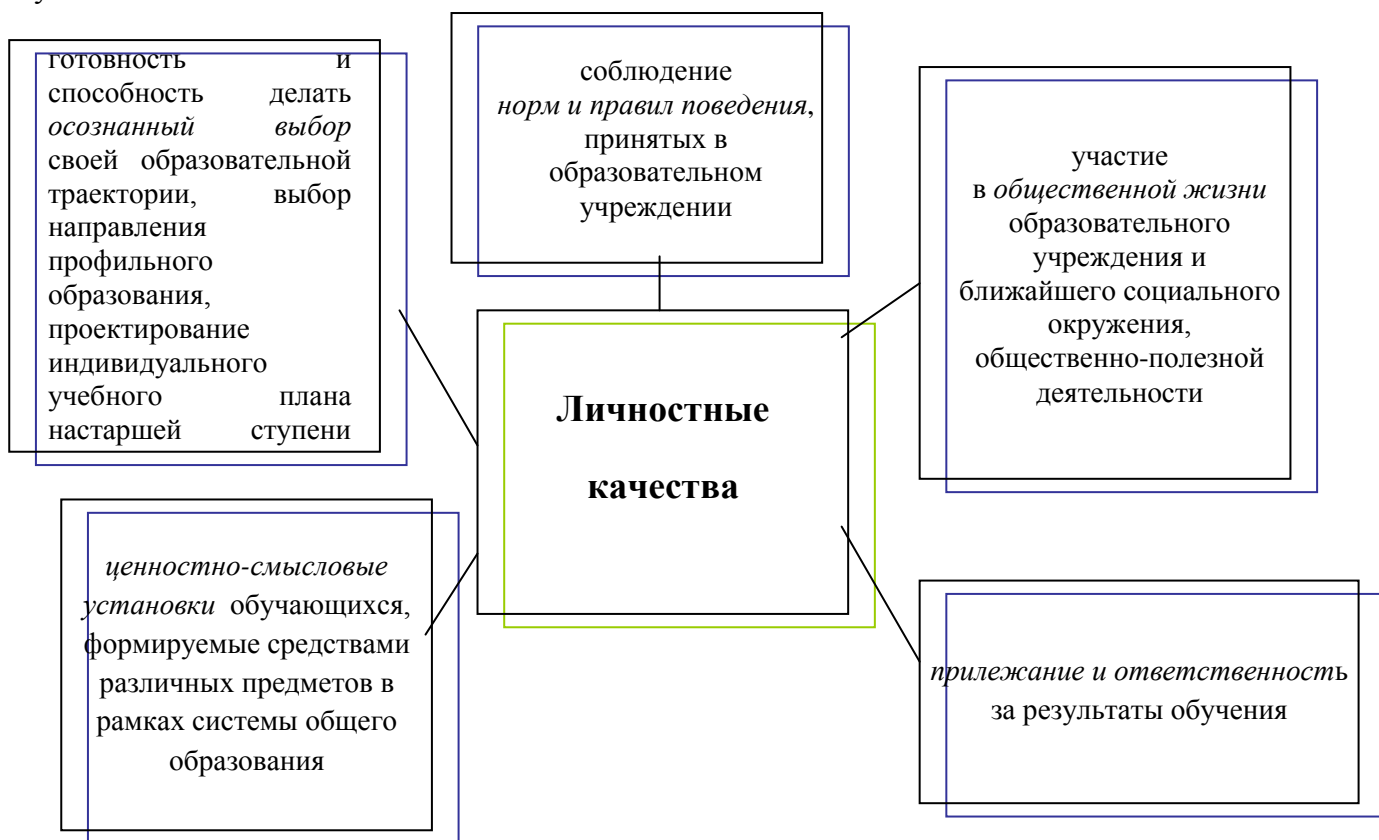 готовность и
способность делать
осознанный выбор
своей образовательной
траектории, выбор
направления
профильного
образования,
проектирование
индивидуального
учебного плана
настаршей ступени
соблюдение
норм и правил поведения,
принятых в
образовательном
учреждении
участие
в общественной жизни
образовательного
учреждения и
ближайшего социального
окружения,
общественно-полезной
деятельности
Личностные
качества
ценностно-смысловые
установки обучающихся,
формируемые средствами
различных предметов в
рамках системы общего
образования
прилежание и ответственность
за результаты обучения